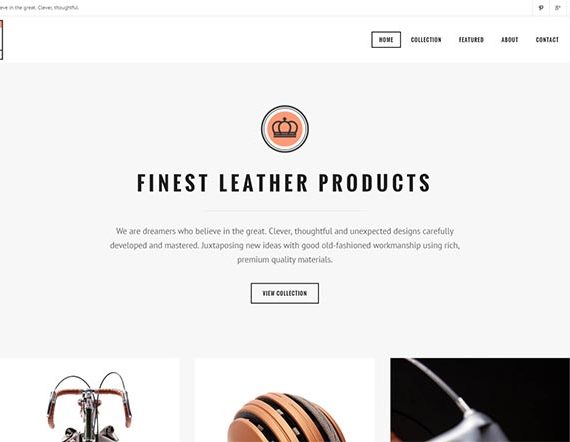 eve in the great. Clever, thoughtful.
HOME COLLECTION FEATURED ABOUT CONTACT
FINEST LEATHER PRODUCTS
We are dreamers who believe in the great. Clever, thoughtful and unexpected designs carefully
developed and mastered. Juxtaposing new ideas with good old-fashioned workmanship using rich,
premium quality materials.
VIEW COLLECTION